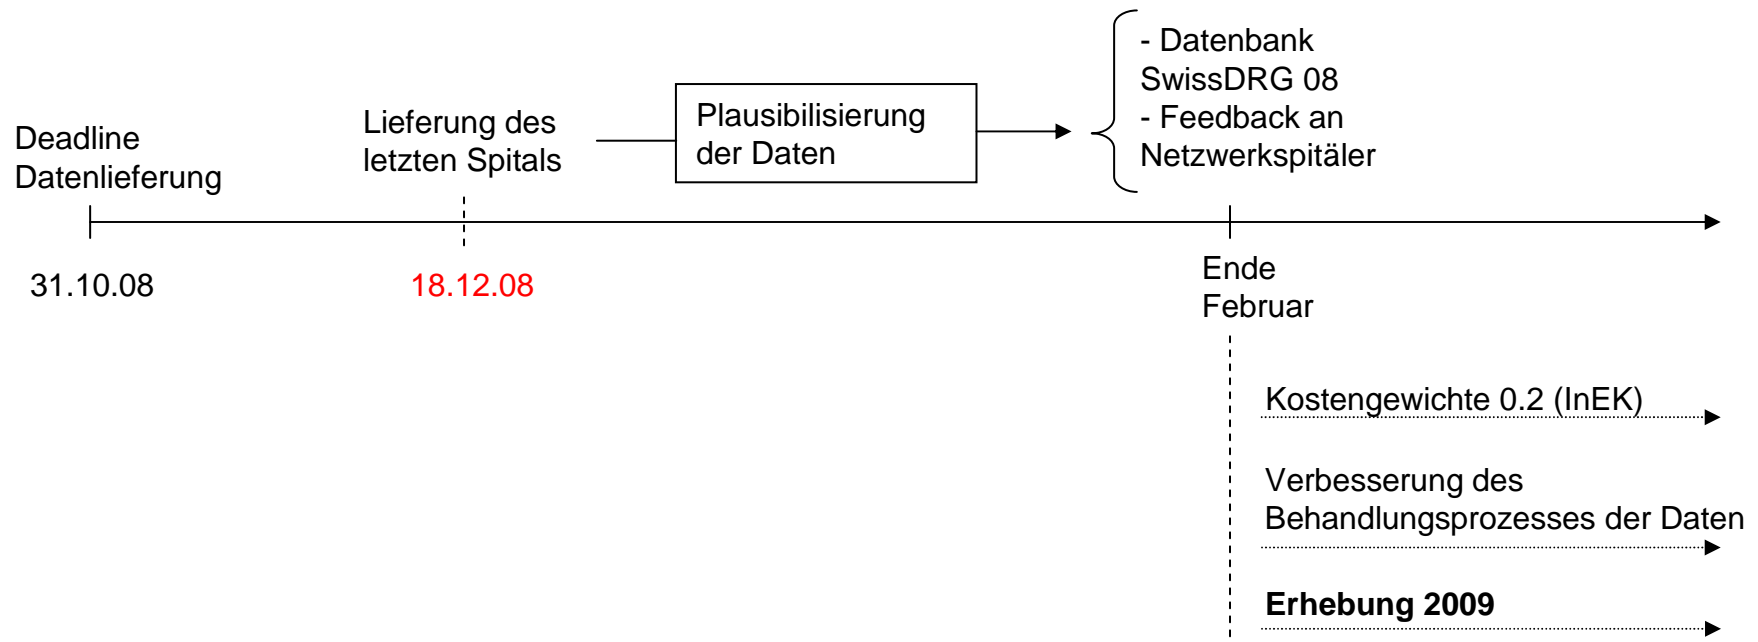 Deadline
Datenlieferung
Lieferung des
letzten Spitals
Plausibilisierung
der Daten
- Datenbank
SwissDRG 08
- Feedback an
Netzwerkspitäler
31.10.08
18.12.08
Ende
Februar
Kostengewichte 0.2 (InEK)
Verbesserung des
Behandlungsprozesses der Daten
Erhebung 2009